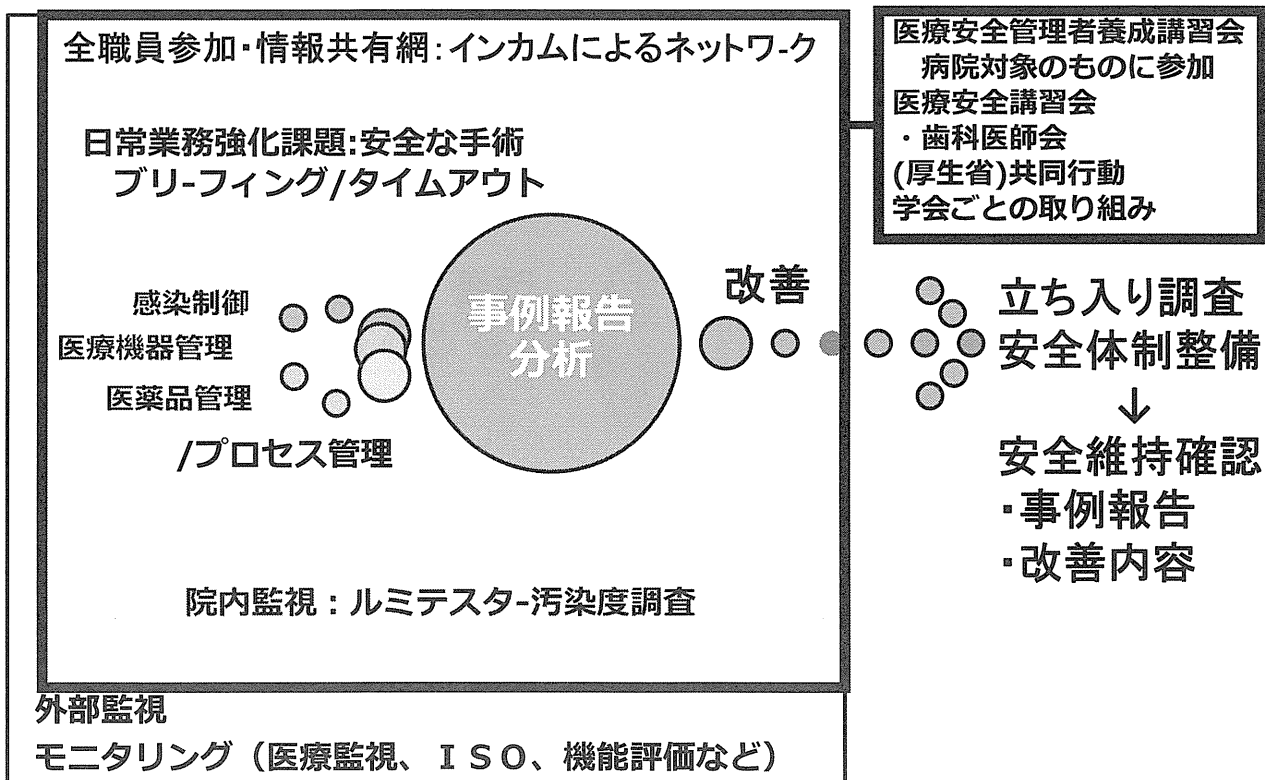 全職員参加・情報共有網:インカムによるネットワ-ク
日常業務強化課題:安全な手術
ブリ-フィング/タイムアウト
感染制御
医療機器管理
医薬品管理
/プロセス管理
事例報告
分析
改善
院内監視：ルミテスタ-汚染度調査
外部監視
モニタリング（医療監視、ＩＳＯ、機能評価など）
医療安全管理者養成講習会
病院対象のものに参加
医療安全講習会
・歯科医師会
(厚生省)共同行動
学会ごとの取り組み
立ち入り調査
安全体制整備
↓
安全維持確認
・事例報告
・改善内容